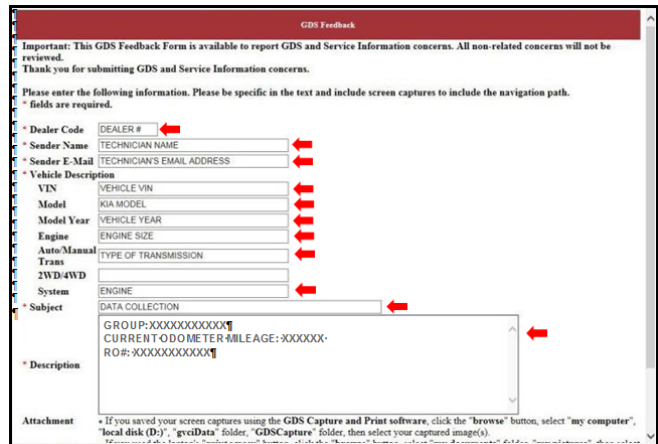 GDS Feedback
Important: This GDS Feedback Form is available to report GDS and Service Information concerns. All non-related concerns will not be
reviewed.
Thank you for submitting GDS and Service Information concerns.
Please enter the following information. Please be specific in the text and include screen captures to include the navigation path.
* fields are required.
* Dealer Code DEALER #
* Sender Name TECHNICIAN NAME
* Sender E-Mail TECHNICIAN'S EMAIL ADDRESS
* Vehicle Description
VIN VEHICLE VIN
Model KIA MODEL
Model Year VEHICLE YEAR
Engine ENGINE SIZE
Auto/Manual
Trans TYPE OF TRANSMISSION
2WD/4WD
System ENGINE
* Subject DATA COLLECTION
GROUP:XXXXXXXXXXX¶
CURRENT·ODOMETER·MILEAGE:·XXXXXX·
RO#:·XXXXXXXXXXX¶
* Description
Attachment • If you saved your screen captures using the GDS Capture and Print software, click the "browse" button, select "my computer",
"local disk (D:)", "gvciData" folder, "GDSCapture" folder, then select your captured image(s).